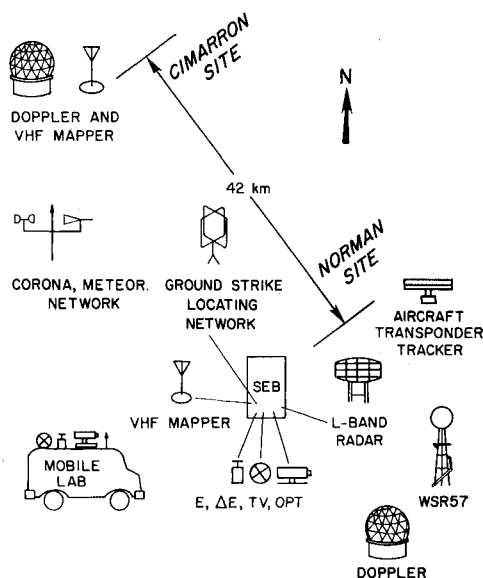 CIMARRON
SITE
N
DOPPLER AND
VHF MAPPER
42 km
NORMAN
SITE
CORONA, METEOR.
NETWORK
GROUND STRIKE
LOCATING
NETWORK
AIRCRAFT
TRANSPONDER
TRACKER
SEB
VHF MAPPER
L-BAND
RADAR
MOBILE
LAB
E, ΔE, TV, OPT
WSR57
DOPPLER